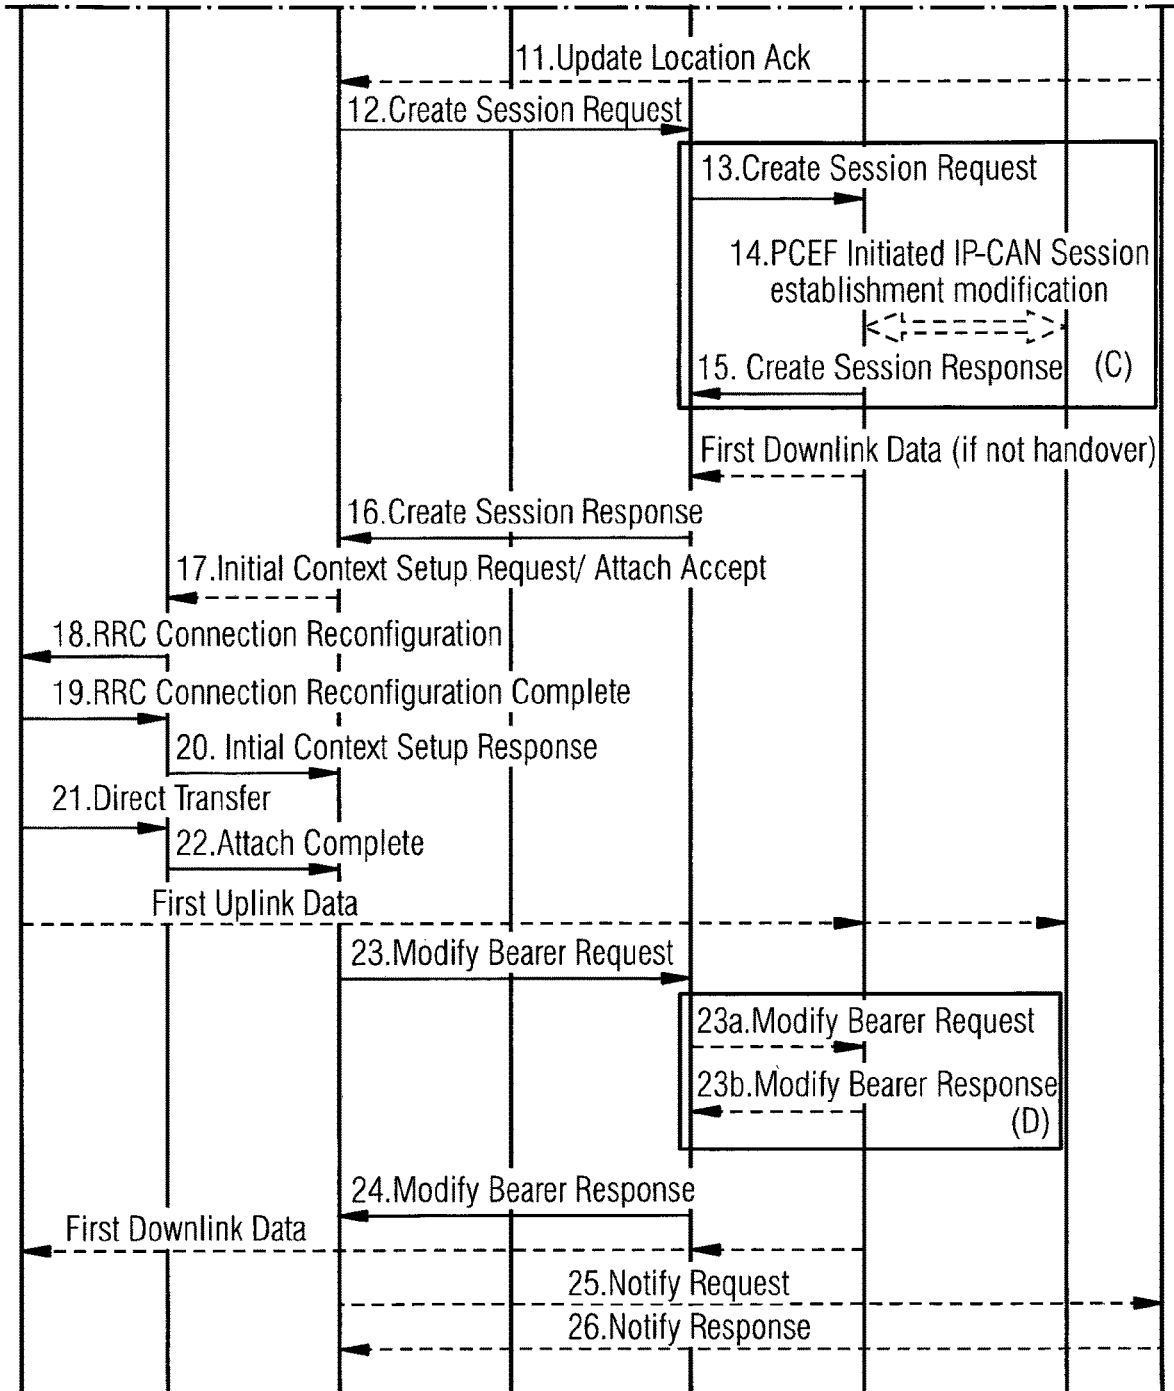 11.Update Location Ack
12.Create Session Request
13.Create Session Request
14.PCEF Initiated IP-CAN Session
establishment modification
15. Create Session Response
(C)
First Downlink Data (if not handover)
16.Create Session Response
17.Initial Context Setup Request/ Attach Accept
18.RRC Connection Reconfiguration
19.RRC Connection Reconfiguration Complete
20. Intial Context Setup Response
21.Direct Transfer
22.Attach Complete
First Uplink Data
23.Modify Bearer Request
23a.Modify Bearer Request
23b.Modify Bearer Response
(D)
24.Modify Bearer Response
First Downlink Data
25.Notify Request
26.Notify Response